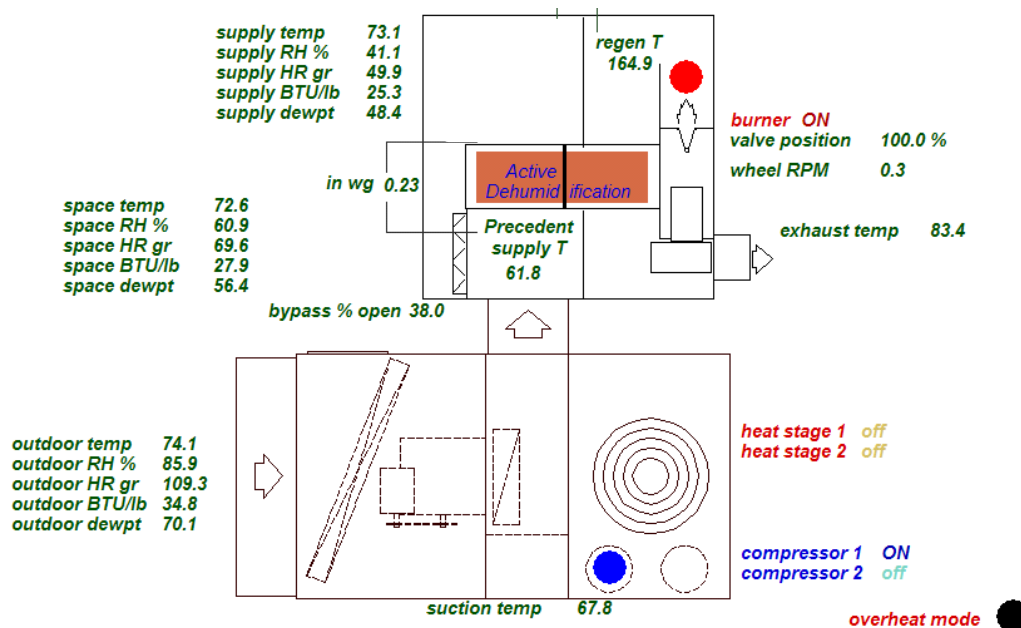 supply temp 73.1
supply RH % 41.1
supply HR gr 49.9
supply BTU/lb 25.3
supply dewpt 48.4
regen T
164.9
burner ON
valve position 100.0 %
wheel RPM 0.3
Active
Dehumid ification
in wg 0.23
space temp 72.6
space RH % 60.9
space HR gr 69.6
space BTU/lb 27.9
space dewpt 56.4
Precedent
supply T
61.8
exhaust temp 83.4
bypass % open 38.0
outdoor temp 74.1
outdoor RH % 85.9
outdoor HR gr 109.3
outdoor BTU/lb 34.8
outdoor dewpt 70.1
heat stage 1 off
heat stage 2 off
compressor 1 ON
compressor 2 off
suction temp 67.8
overheat mode